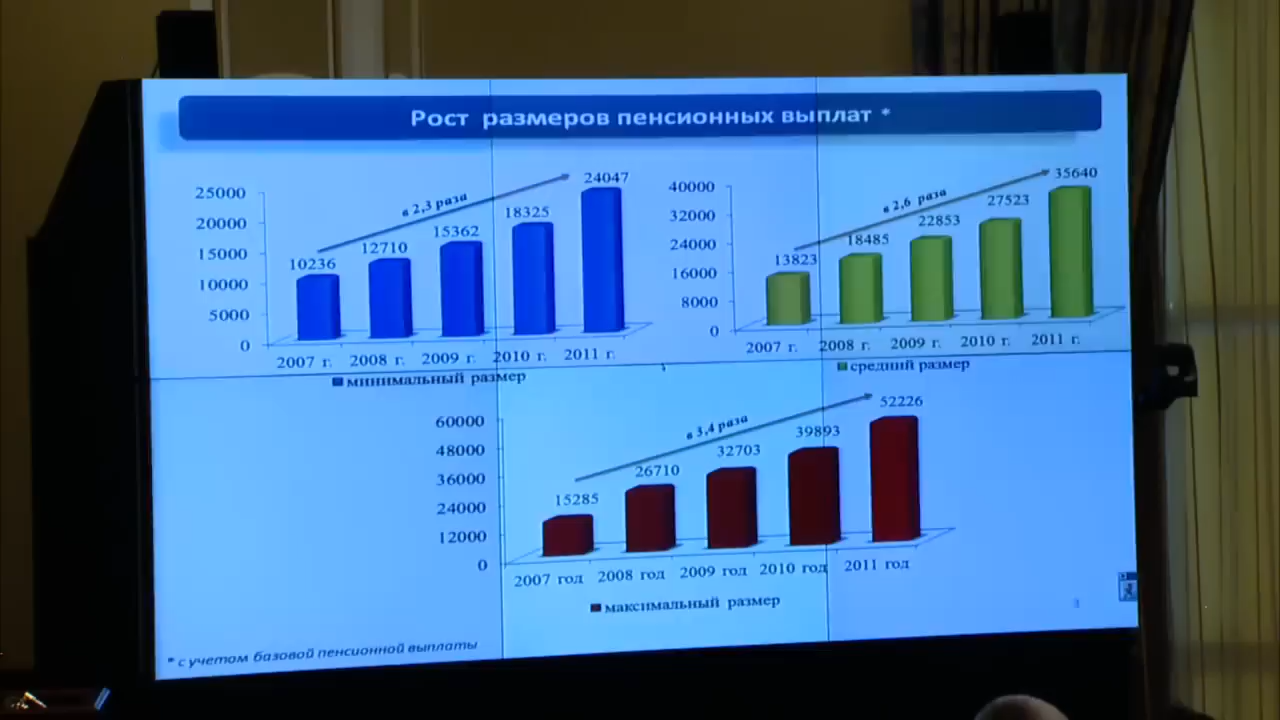 Рост размеров пенсионных выплат *
25000
20000
15000
10000
5000
0
10236
12710
15362
18325
24047
в 2,3 раза
2007 г.
2008 г.
2009 г.
2010 г.
2011 г.
минимальный размер
40000
32000
24000
16000
8000
0
13823
18485
22853
27523
35640
в 2,6 раза
2007 г.
2008 г.
2009 г.
2010 г.
2011 г.
средний размер
60000
48000
36000
24000
12000
0
15285
26710
32703
39893
52226
в 3,4 раза
2007 год
2008 год
2009 год
2010 год
2011 год
максимальный размер
3
* с учетом базовой пенсионной выплаты